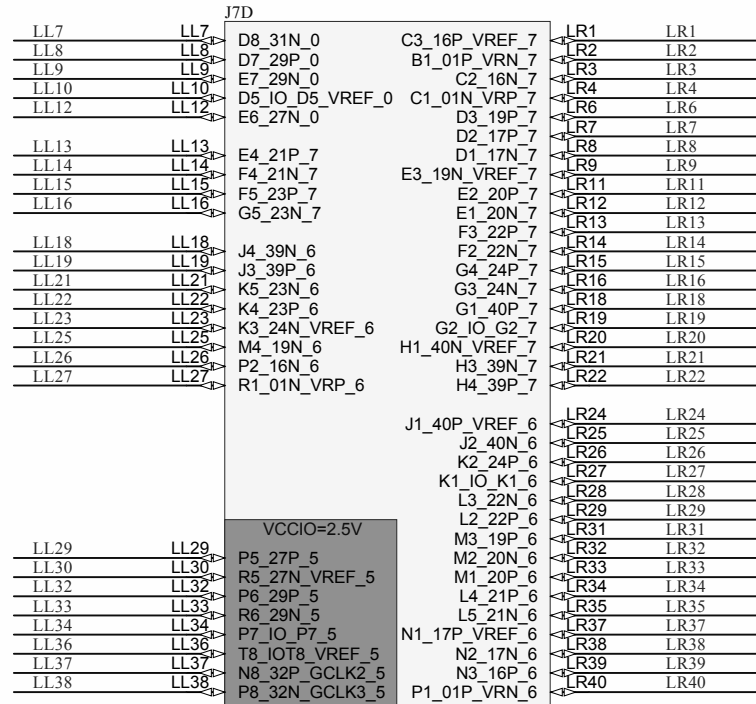 J7D
LL7 LL7 D8_31N_0 C3_16P_VREF_7 LR1 LR1
LL8 LL8 D7_29P_0 B1_01P_VRN_7 LR2 LR2
LL9 LL9 E7_29N_0 C2_16N_7 LR3 LR3
LL10 LL10 D5_IO_D5_VREF_0 C1_01N_VRP_7 LR4 LR4
LL12 LL12 E6_27N_0 D3_19P_7 LR6 LR6
D2_17P_7 LR7 LR7
LL13 LL13 E4_21P_7 D1_17N_7 LR8 LR8
LL14 LL14 F4_21N_7 E3_19N_VREF_7 LR9 LR9
LL15 LL15 F5_23P_7 E2_20P_7 LR11 LR11
LL16 LL16 G5_23N_7 E1_20N_7 LR12 LR12
F3_22P_7 LR13 LR13
LL18 LL18 J4_39N_6 F2_22N_7 LR14 LR14
LL19 LL19 J3_39P_6 G4_24P_7 LR15 LR15
LL21 LL21 K5_23N_6 G3_24N_7 LR16 LR16
LL22 LL22 K4_23P_6 G1_40P_7 LR18 LR18
LL23 LL23 K3_24N_VREF_6 G2_IO_G2_7 LR19 LR19
LL25 LL25 M4_19N_6 H1_40N_VREF_7 LR20 LR20
LL26 LL26 P2_16N_6 H3_39N_7 LR21 LR21
LL27 LL27 R1_01N_VRP_6 H4_39P_7 LR22 LR22
J1_40P_VREF_6 LR24 LR24
J2_40N_6 LR25 LR25
K2_24P_6 LR26 LR26
K1_IO_K1_6 LR27 LR27
L3_22N_6 LR28 LR28
L2_22P_6 LR29 LR29
VCCIO=2.5V
M3_19P_6 LR31 LR31
LL29 LL29 P5_27P_5 M2_20N_6 LR32 LR32
LL30 LL30 R5_27N_VREF_5 M1_20P_6 LR33 LR33
LL32 LL32 P6_29P_5 L4_21P_6 LR34 LR34
LL33 LL33 R6_29N_5 L5_21N_6 LR35 LR35
LL34 LL34 P7_IO_P7_5 N1_17P_VREF_6 LR37 LR37
LL36 LL36 T8_IOT8_VREF_5 N2_17N_6 LR38 LR38
LL37 LL37 N8_32P_GCLK2_5 N3_16P_6 LR39 LR39
LL38 LL38 P8_32N_GCLK3_5 P1_01P_VRN_6 LR40 LR40